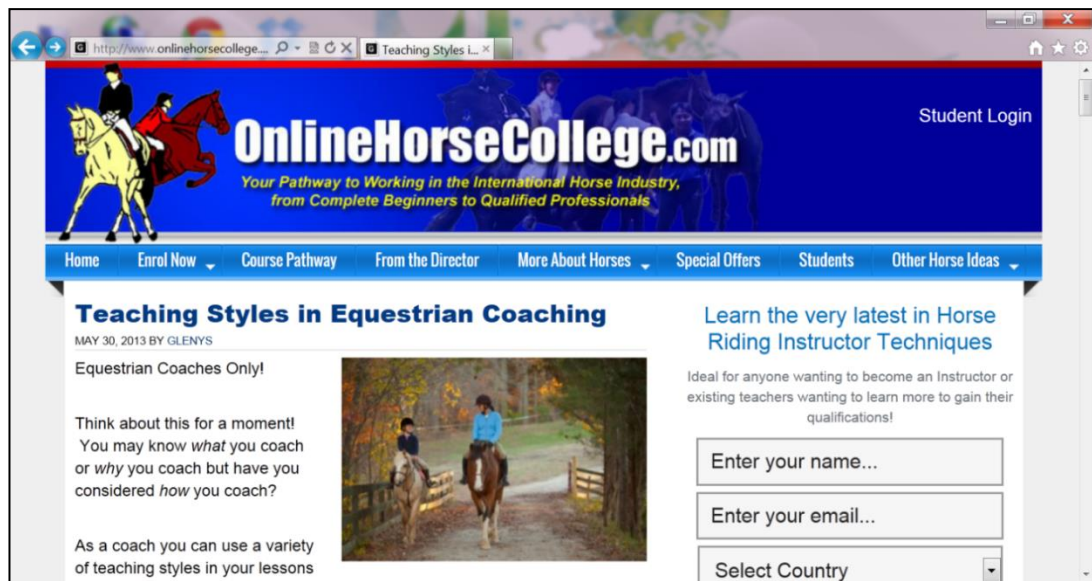 http://www.onlinehorsecollege....
Teaching Styles i...
Student Login
OnlineHorseCollege.com
Your Pathway to Working in the International Horse Industry,
from Complete Beginners to Qualified Professionals
Home Enrol Now Course Pathway From the Director More About Horses Special Offers Students Other Horse Ideas
Teaching Styles in Equestrian Coaching
MAY 30, 2013 BY GLENYS
Equestrian Coaches Only!
Think about this for a moment!
You may know what you coach
or why you coach but have you
considered how you coach?
As a coach you can use a variety
of teaching styles in your lessons
Learn the very latest in Horse
Riding Instructor Techniques
Ideal for anyone wanting to become an Instructor or
existing teachers wanting to learn more to gain their
qualifications!
Enter your name...
Enter your email...
Select Country